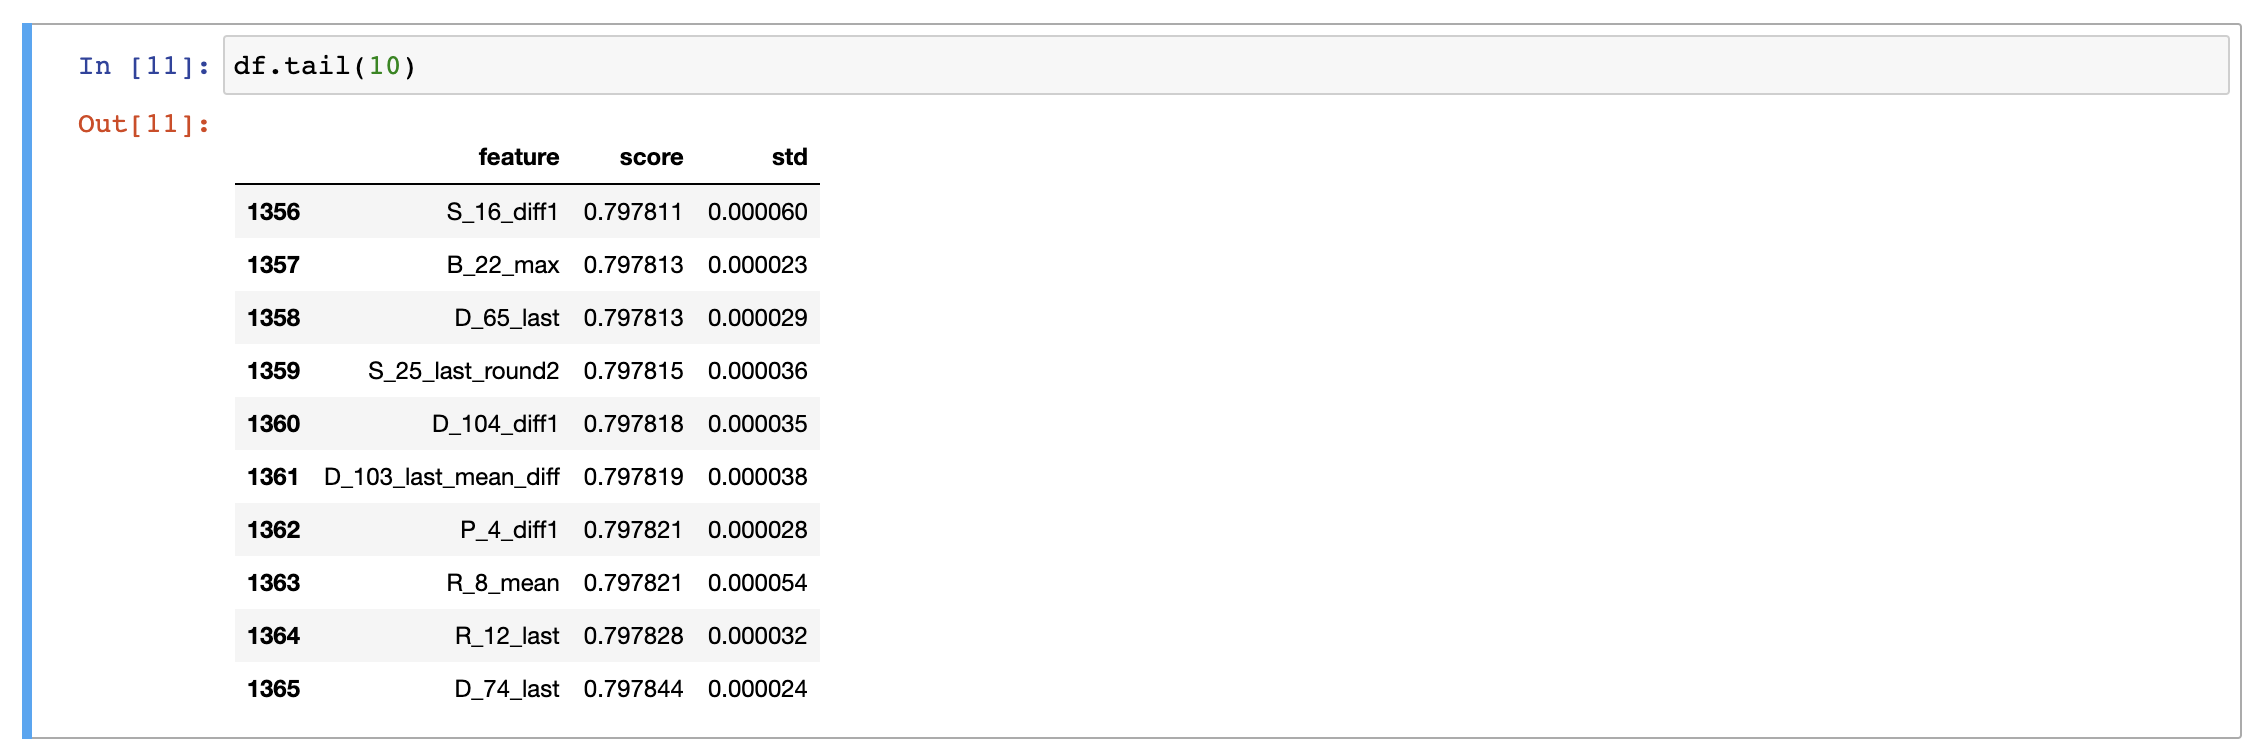 In [11]: df.tail(10)
Out[11]:
feature score std
1356 S_16_diff1 0.797811 0.000060
1357 B_22_max 0.797813 0.000023
1358 D_65_last 0.797813 0.000029
1359 S_25_last_round2 0.797815 0.000036
1360 D_104_diff1 0.797818 0.000035
1361 D_103_last_mean_diff 0.797819 0.000038
1362 P_4_diff1 0.797821 0.000028
1363 R_8_mean 0.797821 0.000054
1364 R_12_last 0.797828 0.000032
1365 D_74_last 0.797844 0.000024